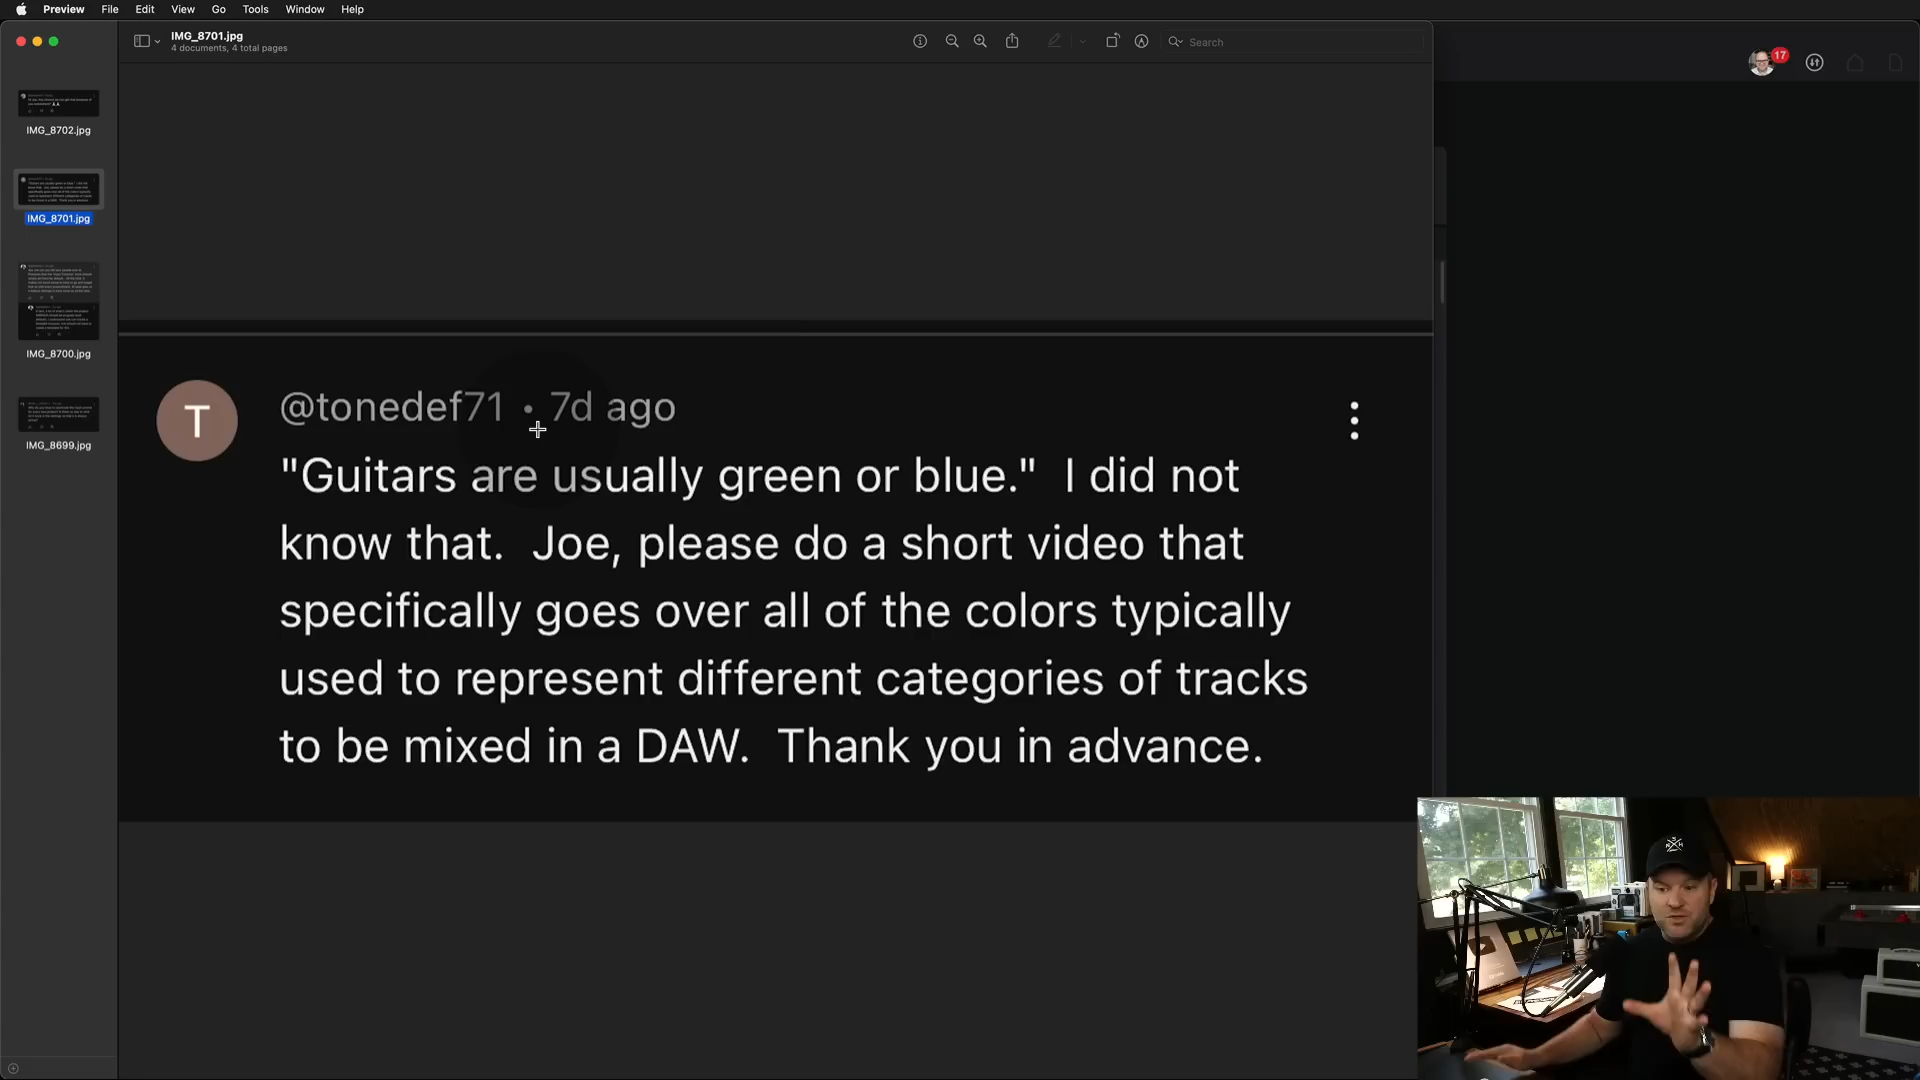 Preview File Edit View Go Tools Window Help
IMG_8701.jpg
4 documents, 4 total pages
Search
17
IMG_8702.jpg
IMG_8701.jpg
IMG_8700.jpg
IMG_8699.jpg
T
@tonedef71 • 7d ago
"Guitars are usually green or blue." I did not
know that. Joe, please do a short video that
specifically goes over all of the colors typically
used to represent different categories of tracks
to be mixed in a DAW. Thank you in advance.